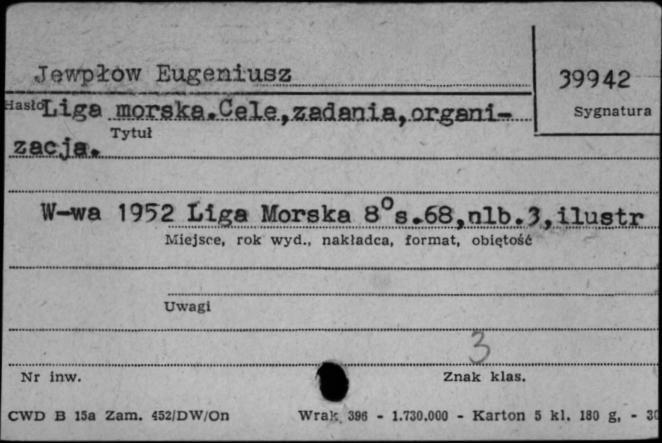 Jewpłow Eugeniusz
39942
Hasło Liga morska.Cele,zadania,organi-
Sygnatura
Tytuł
zacja.
W-wa 1952 Liga Morska 8°s.68,nlb.3,ilustr
Miejsce, rok wyd., nakładca, format, obiętość
Uwagi
3
Nr inw. Znak klas.
CWD B 15a Zam. 452/DW/On Wrak. 396 - 1.730.000 - Karton 5 kl. 180 g, -